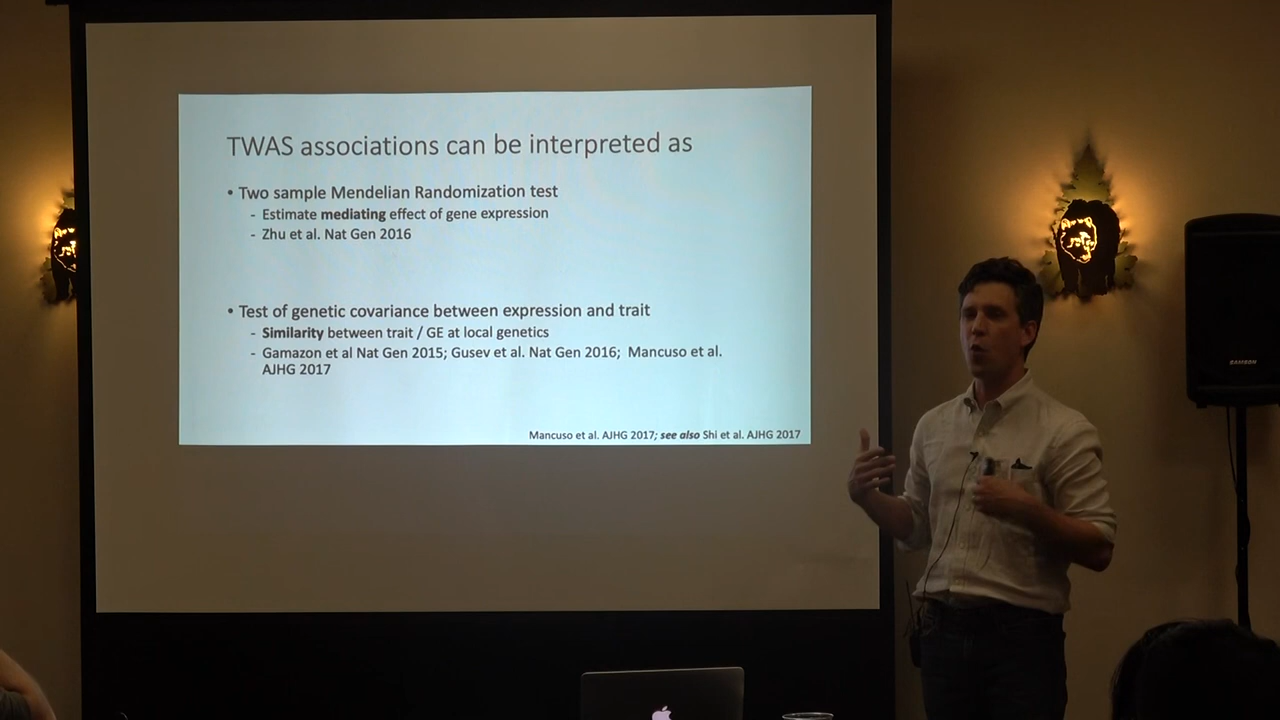 TWAS associations can be interpreted as
• Two sample Mendelian Randomization test
- Estimate mediating effect of gene expression
- Zhu et al. Nat Gen 2016
• Test of genetic covariance between expression and trait
- Similarity between trait / GE at local genetics
- Gamazon et al Nat Gen 2015; Gusev et al. Nat Gen 2016; Mancuso et al.
AJHG 2017
Mancuso et al. AJHG 2017; see also Shi et al. AJHG 2017
SAMSON